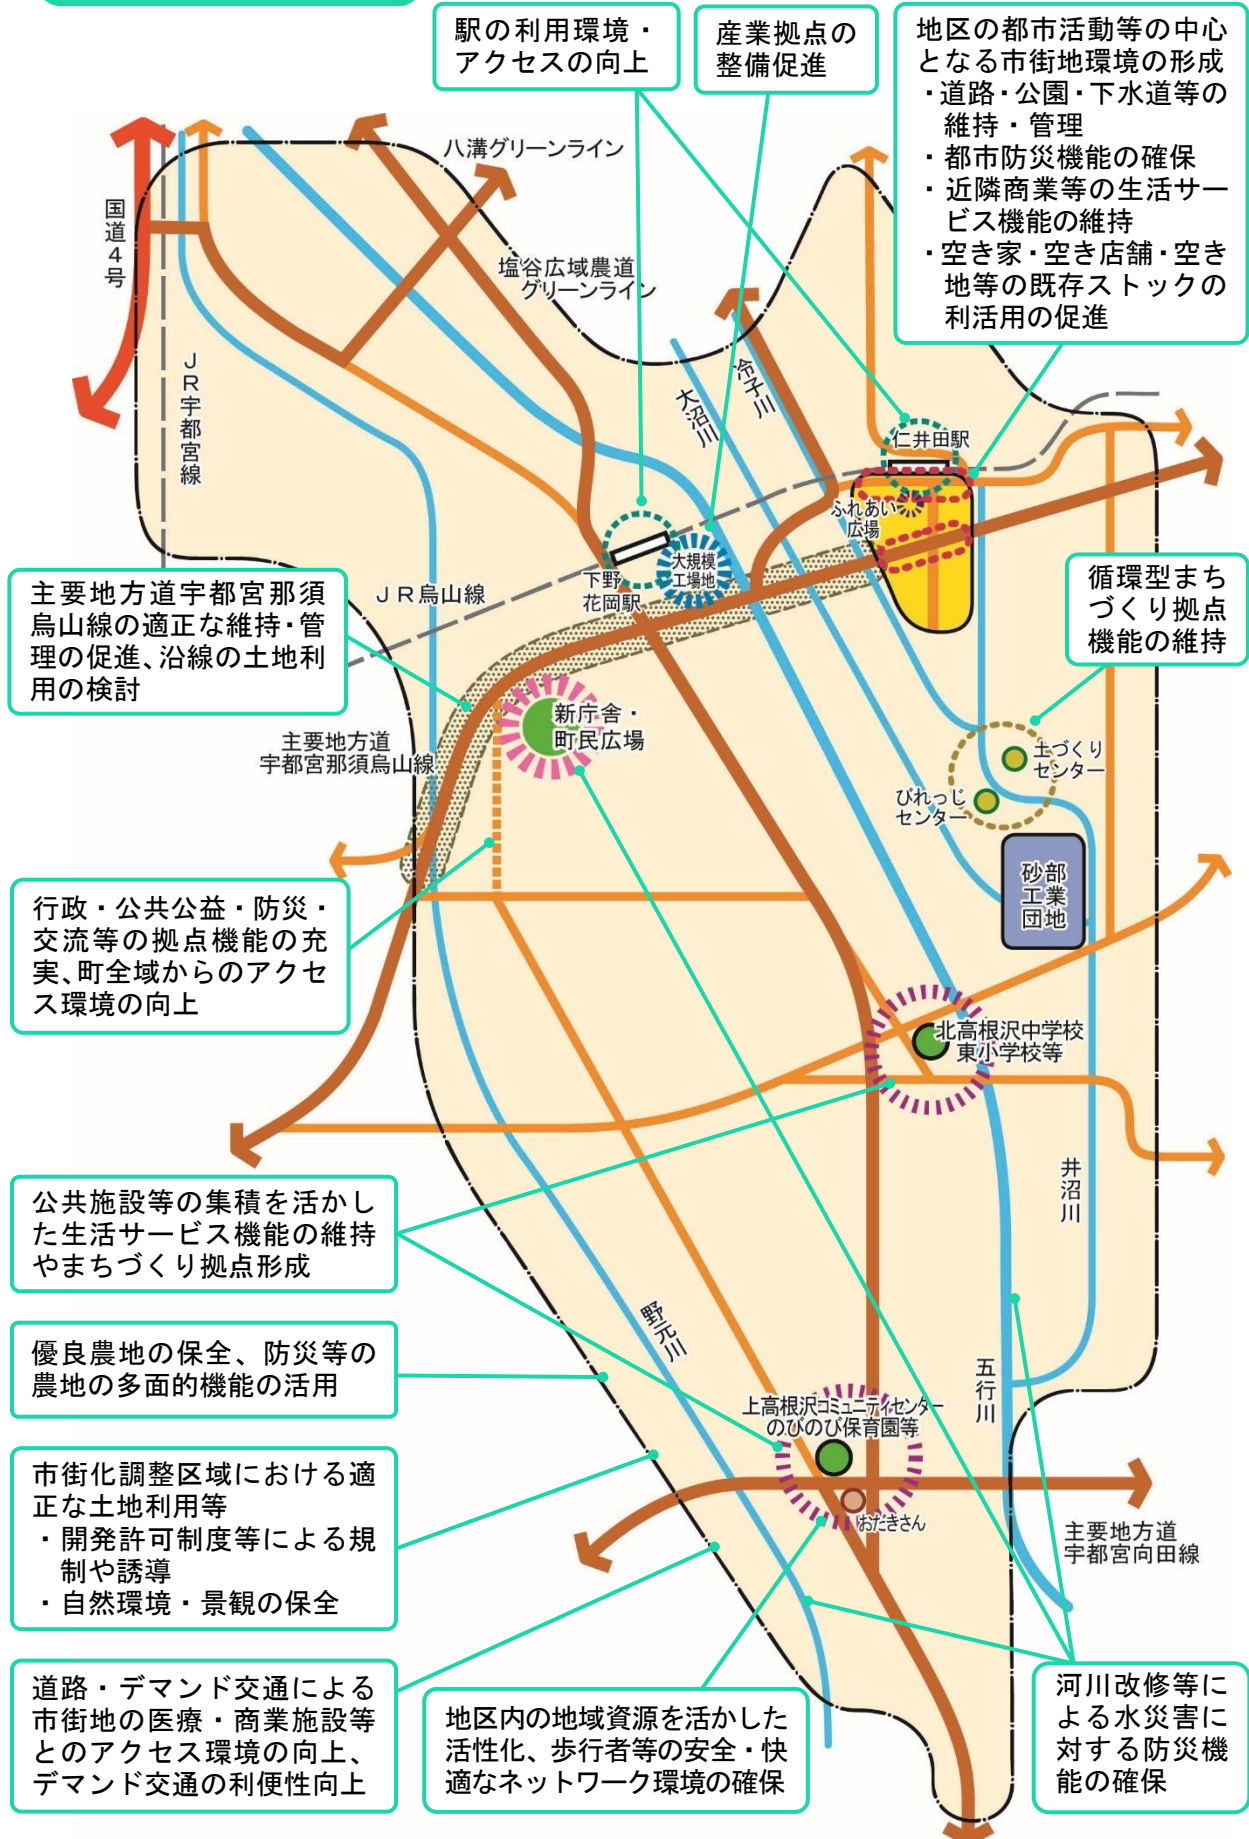 駅の利用環境・
アクセスの向上
産業拠点の
整備促進
地区の都市活動等の中心
となる市街地環境の形成
・道路・公園・下水道等の
維持・管理
・都市防災機能の確保
・近隣商業等の生活サー
ビス機能の維持
・空き家・空き店舗・空き
地等の既存ストックの
利活用の促進
八溝グリーンライン
国道4号
塩谷広域農道
グリーンライン
JR宇都宮線
大沼川
冷子川
仁井田駅
ふれあい
広場
大規模
工場地
下野
花岡駅
JR烏山線
主要地方道宇都宮那須
烏山線の適正な維持・管
理の促進、沿線の土地利
用の検討
循環型まち
づくり拠点
機能の維持
新庁舎・
町民広場
主要地方道
宇都宮那須烏山線
土づくり
センター
びれっじ
センター
砂部
工業
団地
行政・公共公益・防災・
交流等の拠点機能の充
実、町全域からのアクセ
ス環境の向上
北高根沢中学校
東小学校等
井沼川
公共施設等の集積を活かし
た生活サービス機能の維持
やまちづくり拠点形成
野元川
優良農地の保全、防災等の
農地の多面的機能の活用
五行川
上高根沢コミュニティセンター
のびのび保育園等
市街化調整区域における適
正な土地利用等
・開発許可制度等による規
制や誘導
・自然環境・景観の保全
おだきさん
主要地方道
宇都宮向田線
道路・デマンド交通による
市街地の医療・商業施設等
とのアクセス環境の向上、
デマンド交通の利便性向上
地区内の地域資源を活かした
活性化、歩行者等の安全・快
適なネットワーク環境の確保
河川改修等に
よる水災害に
対する防災機
能の確保